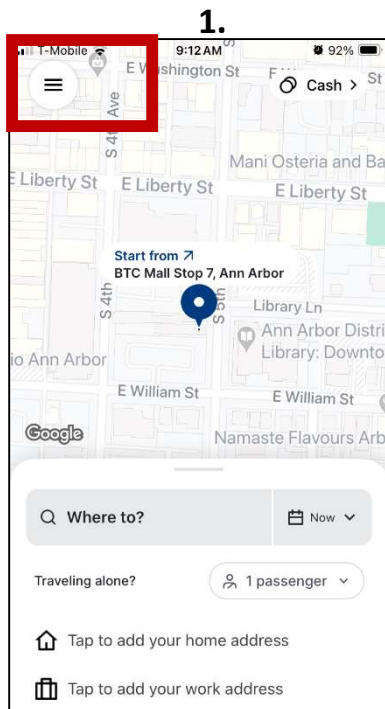 1.
T-Mobile 9:12 AM 92%
E Washington St
St
Cash >
S 4th Ave
Mani Osteria and Ba
E Liberty St E Liberty St E Liberty St
Start from ↗
BTC Mall Stop 7, Ann Arbor
S 4th
S 5th
Library Ln
Ann Arbor Distri
Library: Downto
io Ann Arbor
E William St E William St
Google
Namaste Flavours Arb
Where to? Now
Traveling alone? 1 passenger
Tap to add your home address
Tap to add your work address